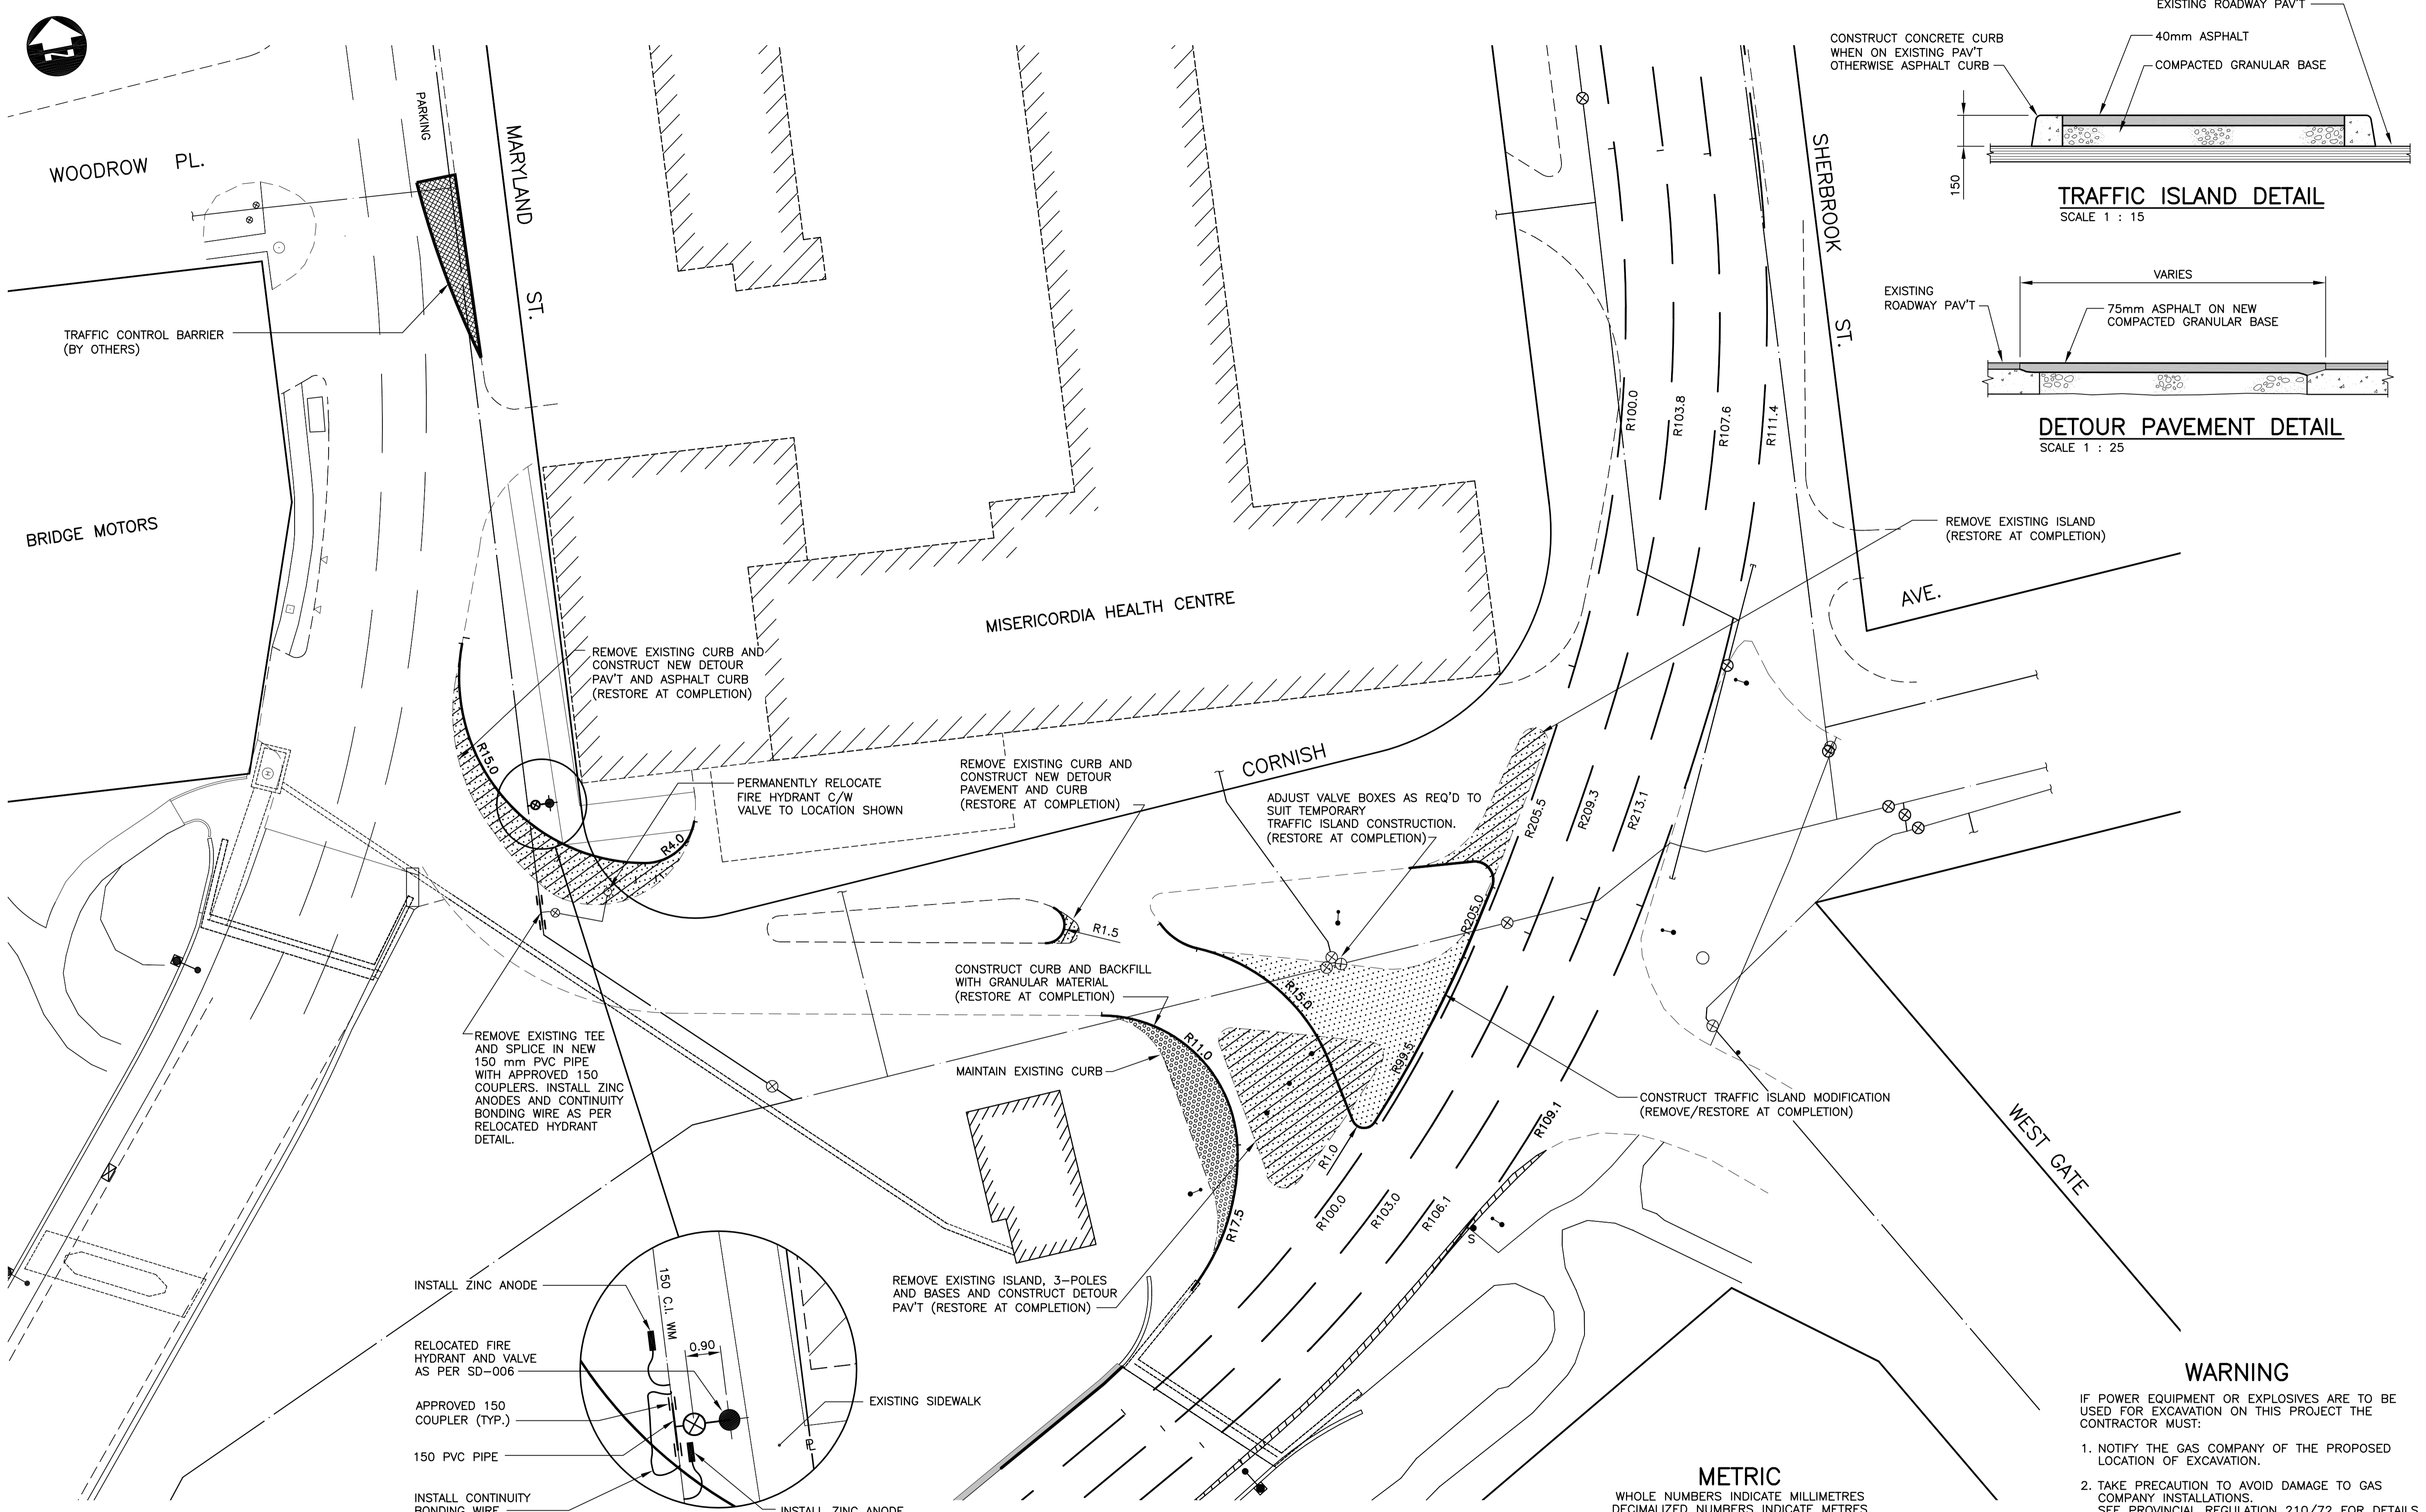 EXISTING ROADWAY PAV'T
CONSTRUCT CONCRETE CURB
WHEN ON EXISTING PAV'T
OTHERWISE ASPHALT CURB
40mm ASPHALT
COMPACTED GRANULAR BASE
150
TRAFFIC ISLAND DETAIL
SCALE 1 : 15
VARIES
EXISTING
ROADWAY PAV'T
75mm ASPHALT ON NEW
COMPACTED GRANULAR BASE
DETOUR PAVEMENT DETAIL
SCALE 1 : 25
N
PARKING
WOODROW PL.
MARYLAND ST.
SHERBROOK ST.
TRAFFIC CONTROL BARRIER
(BY OTHERS)
BRIDGE MOTORS
R100.0
R103.8
R107.6
R111.4
REMOVE EXISTING ISLAND
(RESTORE AT COMPLETION)
AVE.
MISERICORDIA HEALTH CENTRE
REMOVE EXISTING CURB AND
CONSTRUCT NEW DETOUR
PAV'T AND ASPHALT CURB
(RESTORE AT COMPLETION)
R15.0
H
R4.0
PERMANENTLY RELOCATE
FIRE HYDRANT C/W
VALVE TO LOCATION SHOWN
REMOVE EXISTING CURB AND
CONSTRUCT NEW DETOUR
PAVEMENT AND CURB
(RESTORE AT COMPLETION)
CORNISH
ADJUST VALVE BOXES AS REQ'D TO
SUIT TEMPORARY
TRAFFIC ISLAND CONSTRUCTION.
(RESTORE AT COMPLETION)
R205.5
R209.3
R213.1
R205.0
R1.5
CONSTRUCT CURB AND BACKFILL
WITH GRANULAR MATERIAL
(RESTORE AT COMPLETION)
R15.0
R11.0
R99.5
REMOVE EXISTING TEE
AND SPLICE IN NEW
150 mm PVC PIPE
WITH APPROVED 150
COUPLERS. INSTALL ZINC
ANODES AND CONTINUITY
BONDING WIRE AS PER
RELOCATED HYDRANT
DETAIL.
MAINTAIN EXISTING CURB
CONSTRUCT TRAFFIC ISLAND MODIFICATION
(REMOVE/RESTORE AT COMPLETION)
R109.1
R1.0
WEST GATE
R17.5
R100.0
R103.0
R106.1
S
REMOVE EXISTING ISLAND, 3-POLES
AND BASES AND CONSTRUCT DETOUR
PAV'T (RESTORE AT COMPLETION)
INSTALL ZINC ANODE
150 C.I. WM
0.90
RELOCATED FIRE
HYDRANT AND VALVE
AS PER SD-006
APPROVED 150
COUPLER (TYP.)
EXISTING SIDEWALK
150 PVC PIPE
INSTALL CONTINUITY
BONDING WIRE
INSTALL ZINC ANODE
METRIC
WHOLE NUMBERS INDICATE MILLIMETRES
DECIMALIZED NUMBERS INDICATE METRES
WARNING
IF POWER EQUIPMENT OR EXPLOSIVES ARE TO BE
USED FOR EXCAVATION ON THIS PROJECT THE
CONTRACTOR MUST:
1. NOTIFY THE GAS COMPANY OF THE PROPOSED
LOCATION OF EXCAVATION.
2. TAKE PRECAUTION TO AVOID DAMAGE TO GAS
COMPANY INSTALLATIONS.
SEE PROVINCIAL REGULATION 210/72 FOR DETAILS